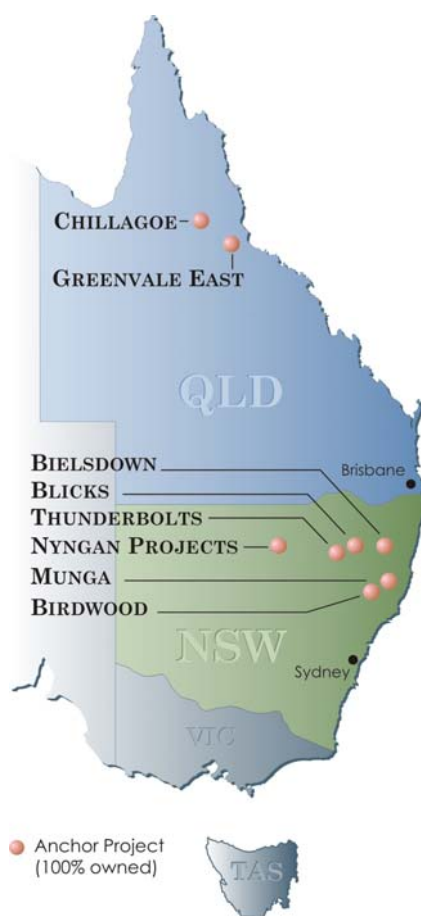 CHILLAGOE
GREENVALE EAST
QLD
BIELSDOWN
Brisbane
BLICKS
THUNDERBOLTS
NYNGAN PROJECTS
MUNGA
BIRDWOOD
NSW
Sydney
VIC
Anchor Project
(100% owned)
TAS